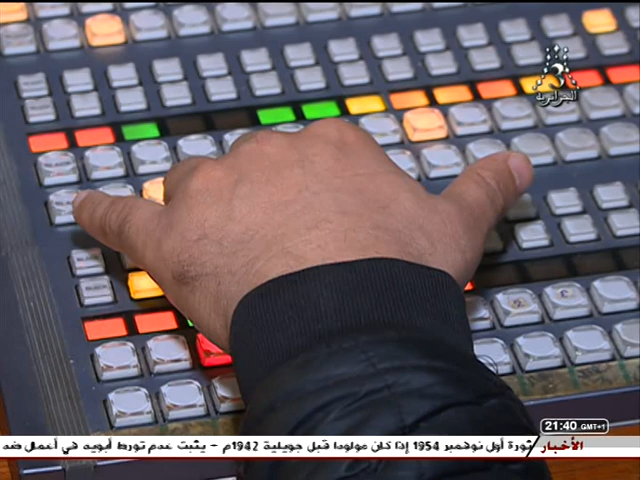 الجزائرية
21:40 GMT+1
الأخبار
ثورة أول نوفمبر 1954 إذا كان مولودا قبل جويلية 1942م - يثبت عدم تورط أبويه في أعمال ضد